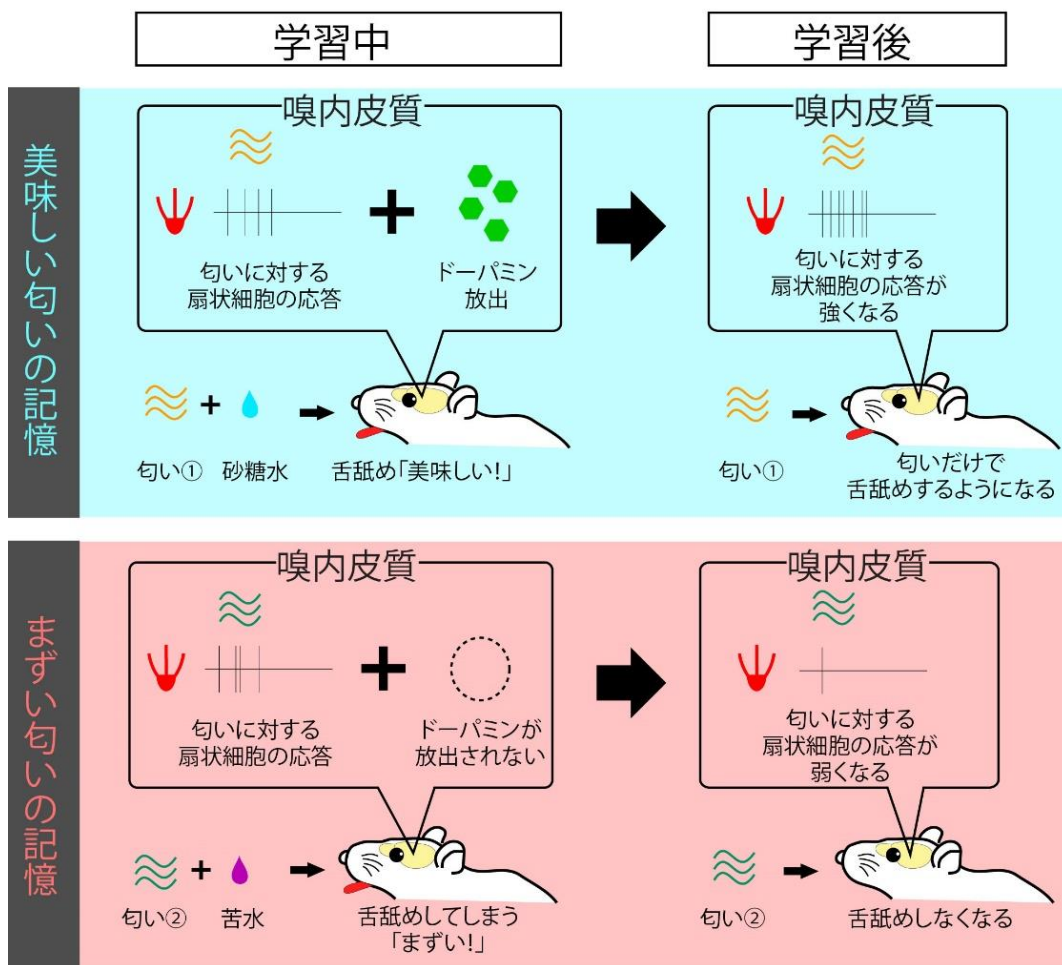 学習中
学習後
美味しい匂いの記憶
嗅内皮質
匂いに対する
扇状細胞の応答
ドーパミン
放出
匂い①
砂糖水
舌舐め「美味しい!」
嗅内皮質
匂いに対する
扇状細胞の応答が
強くなる
匂い①
匂いだけで
舌舐めするようになる
まずい匂いの記憶
嗅内皮質
匂いに対する
扇状細胞の応答
ドーパミンが
放出されない
匂い②
苦水
舌舐めしてしまう
「まずい!」
嗅内皮質
匂いに対する
扇状細胞の応答が
弱くなる
匂い②
舌舐めしなくなる